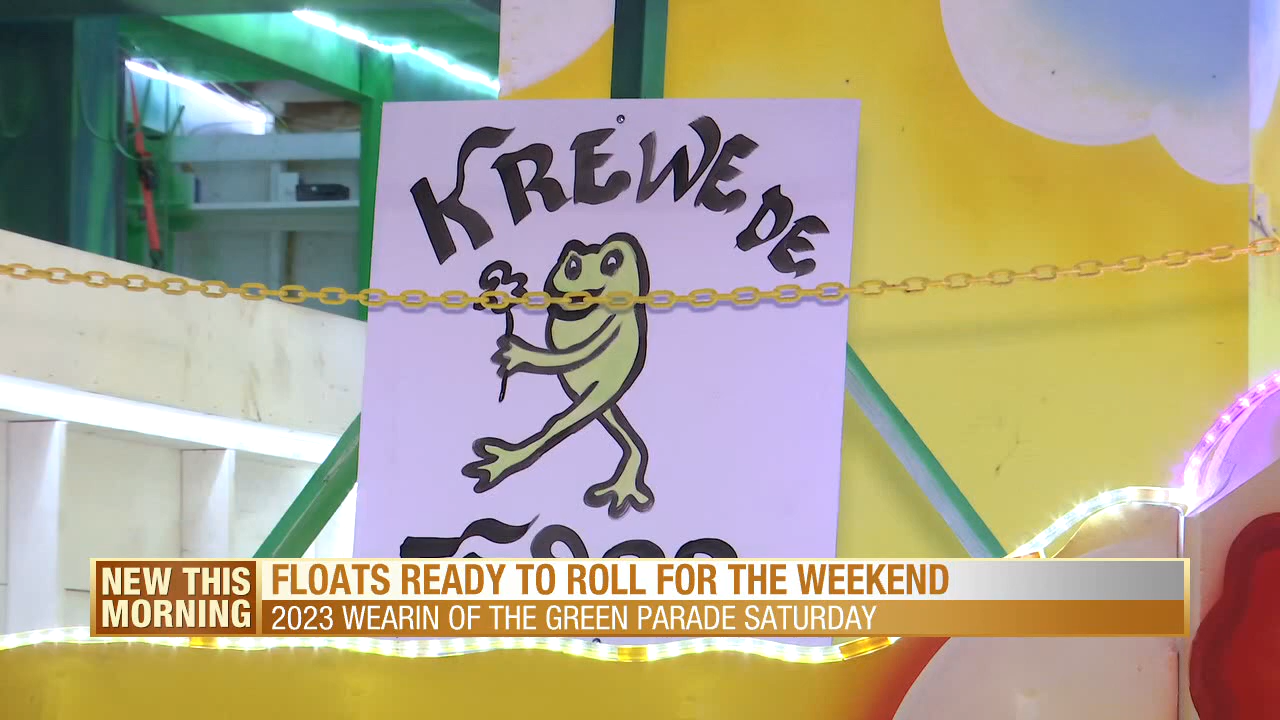 KREWE DE
NEW THIS
MORNING
FLOATS READY TO ROLL FOR THE WEEKEND
2023 WEARIN OF THE GREEN PARADE SATURDAY